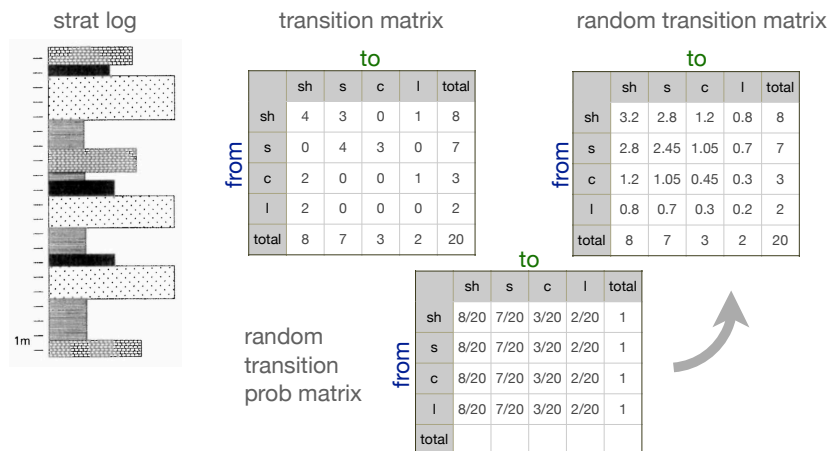 strat log
transition matrix
random transition matrix
to
sh s c l total
sh 4 3 0 1 8
s 0 4 3 0 7
c 2 0 0 1 3
l 2 0 0 0 2
total 8 7 3 2 20
from
to
sh s c l total
sh 3.2 2.8 1.2 0.8 8
s 2.8 2.45 1.05 0.7 7
c 1.2 1.05 0.45 0.3 3
l 0.8 0.7 0.3 0.2 2
total 8 7 3 2 20
from
1m
random
transition
prob matrix
to
sh s c l total
sh 8/20 7/20 3/20 2/20 1
s 8/20 7/20 3/20 2/20 1
c 8/20 7/20 3/20 2/20 1
l 8/20 7/20 3/20 2/20 1
total
from